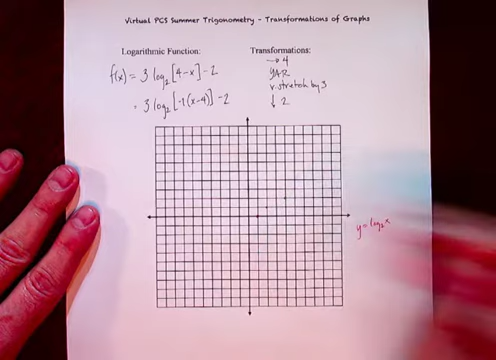 Virtual PCS Summer Trigonometry - Transformations of Graphs
Logarithmic Function:
Transformations:
f(x) = 3 log₂[4-x] - 2
= 3 log₂[-1(x-4)] - 2
→ 4
YAR
v. stretch by 3
↓ 2
y = log₂x